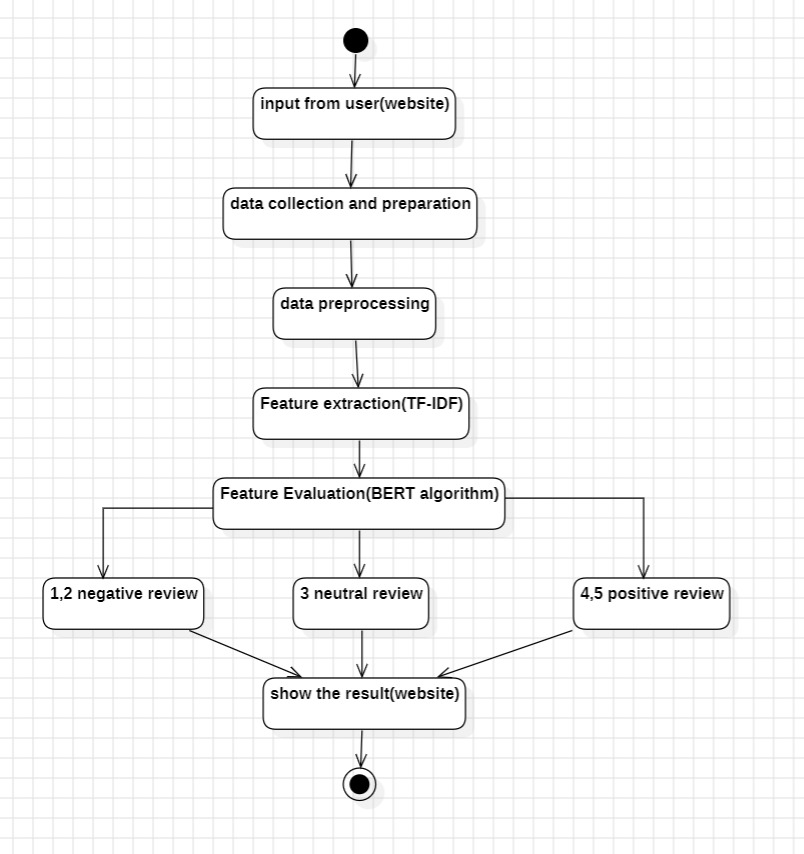 input from user(website)
data collection and preparation
data preprocessing
Feature extraction(TF-IDF)
Feature Evaluation(BERT algorithm)
1,2 negative review
3 neutral review
4,5 positive review
show the result(website)